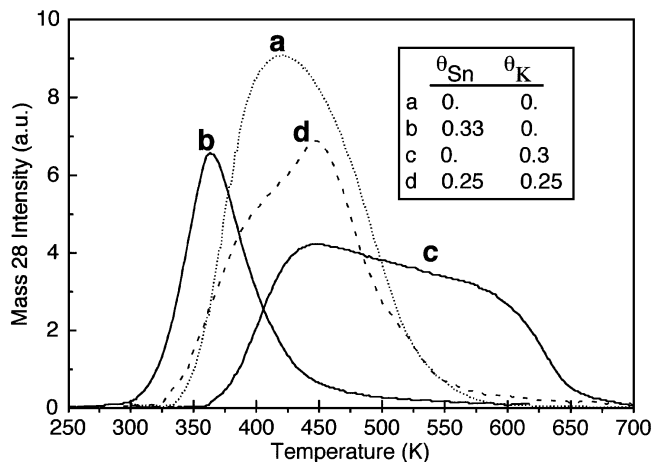 10
8
6
4
2
0
Mass 28 Intensity (a.u.)
a
b
d
c
θSn θK
a 0. 0.
b 0.33 0.
c 0. 0.3
d 0.25 0.25
250 300 350 400 450 500 550 600 650 700
Temperature (K)